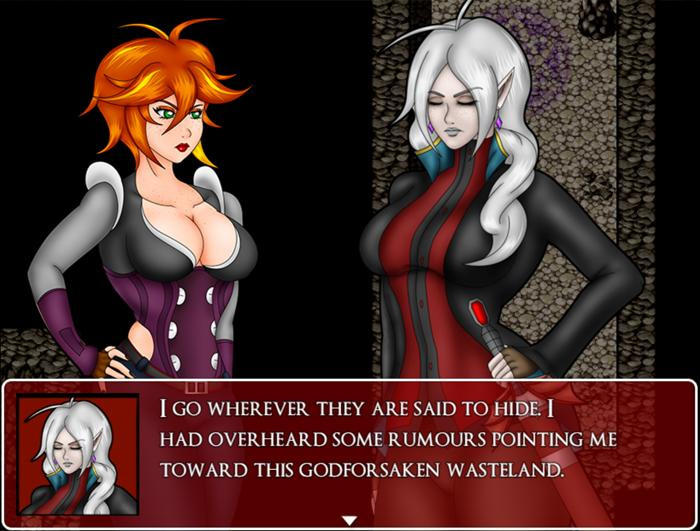 I GO WHEREVER THEY ARE SAID TO HIDE. I
HAD OVERHEARD SOME RUMOURS POINTING ME
TOWARD THIS GODFORSAKEN WASTELAND.